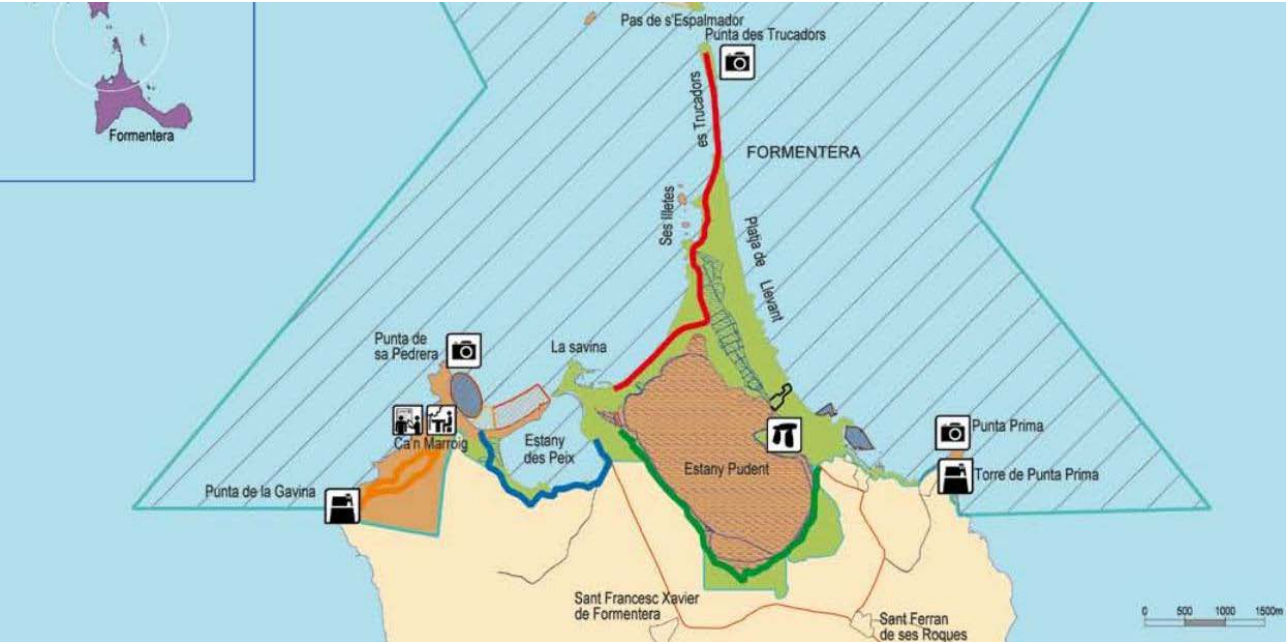 Pas de s'Espalmador
Punta des Trucadors
es Trucadors
Formentera
FORMENTERA
Ses Illetes
Platja de
Llevant
Punta de
sa Pedrera
La savina
Ca'n Marroig
Estany
des Peix
Estany Pudent
Punta Prima
Torre de Punta Prima
Punta de la Gavina
Sant Francesc Xavier
de Formentera
Sant Ferran
de ses Roques
0 500 1000 1500m